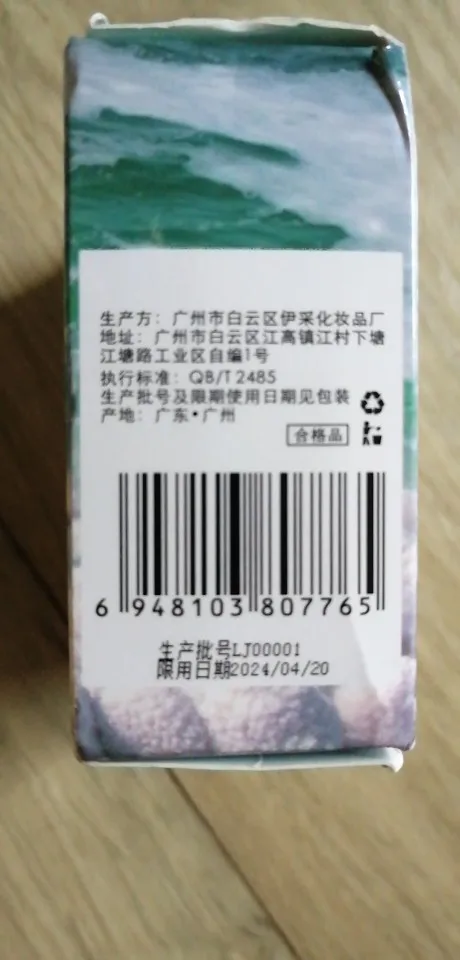 生产方：广州市白云区伊采化妆品厂
地址：广州市白云区江高镇江村下塘
江塘路工业区自编1号
执行标准：QB/T 2485
生产批号及限期使用日期见包装
产地：广东•广州
合格品
6 948103 807765
生产批号LJ00001
限用日期2024/04/20